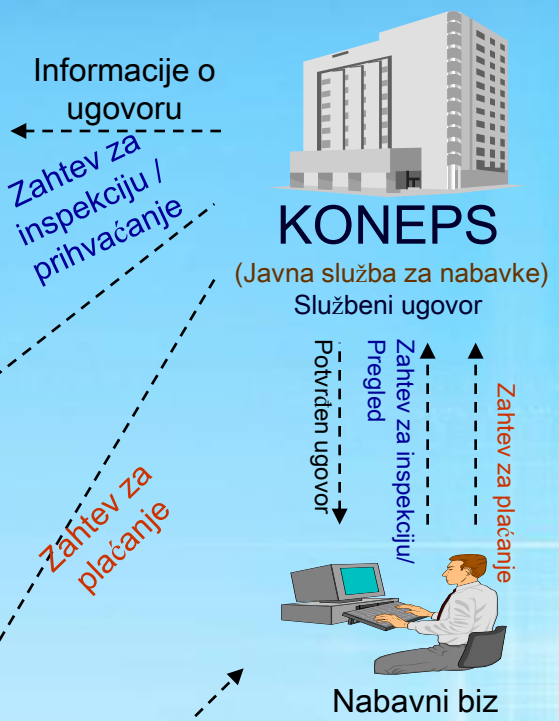 Informacije o
ugovoru
Zahtev za
inspekciju /
prihvaćanje
KONEPS
(Javna služba za nabavke)
Službeni ugovor
Potvrđen ugovor
Zahtev za inspekciju/
Pregled
Zahtev za plaćanje
Zahtev za
plaćanje
Nabavni biz